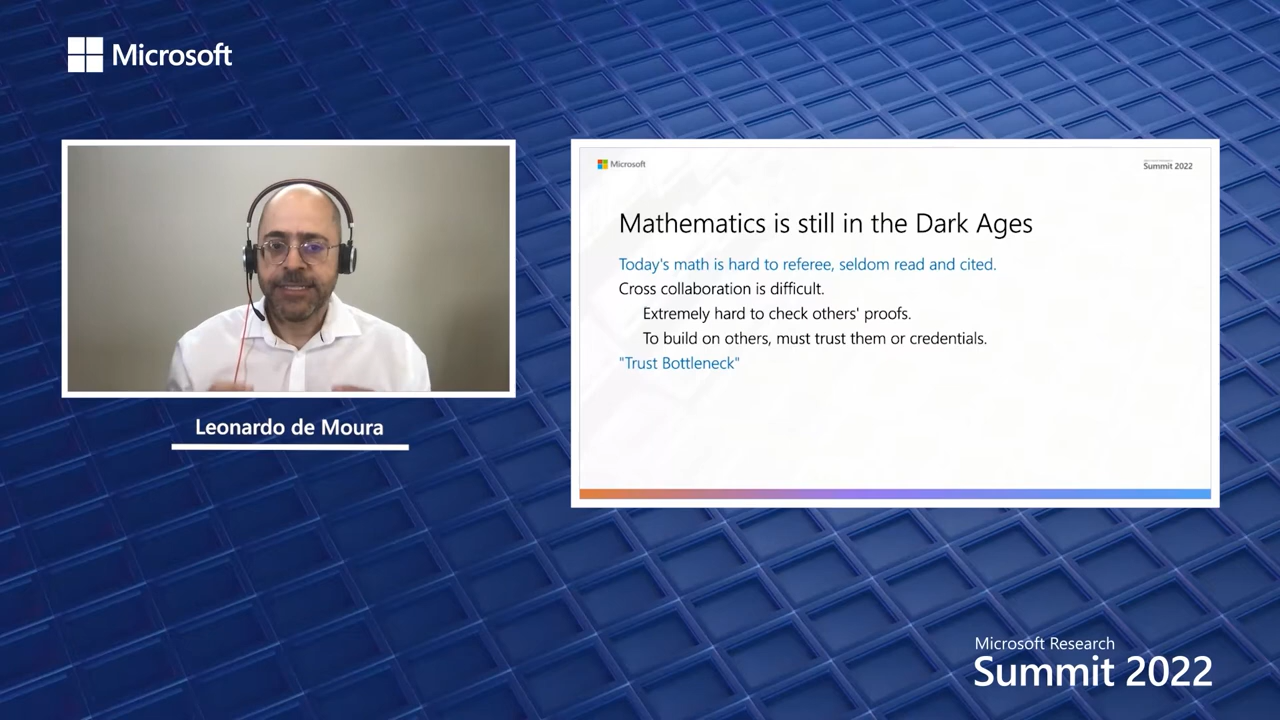 Microsoft
Leonardo de Moura
Microsoft
Summit 2022
Mathematics is still in the Dark Ages
Today's math is hard to referee, seldom read and cited.
Cross collaboration is difficult.
Extremely hard to check others' proofs.
To build on others, must trust them or credentials.
"Trust Bottleneck"
Microsoft Research
Summit 2022